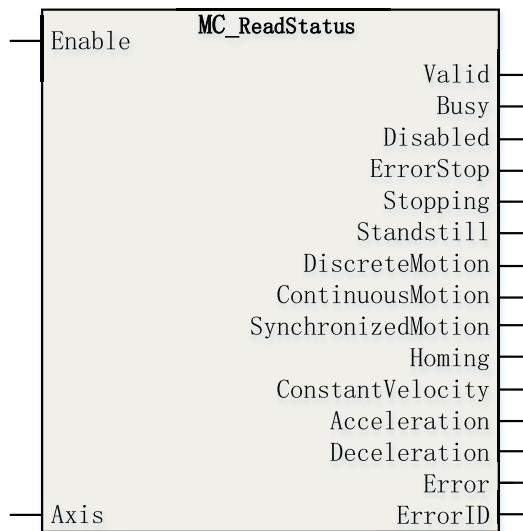 MC_ReadStatus
Enable
Valid
Busy
Disabled
ErrorStop
Stopping
Standstill
DiscreteMotion
ContinuousMotion
SynchronizedMotion
Homing
ConstantVelocity
Acceleration
Deceleration
Error
Axis ErrorID